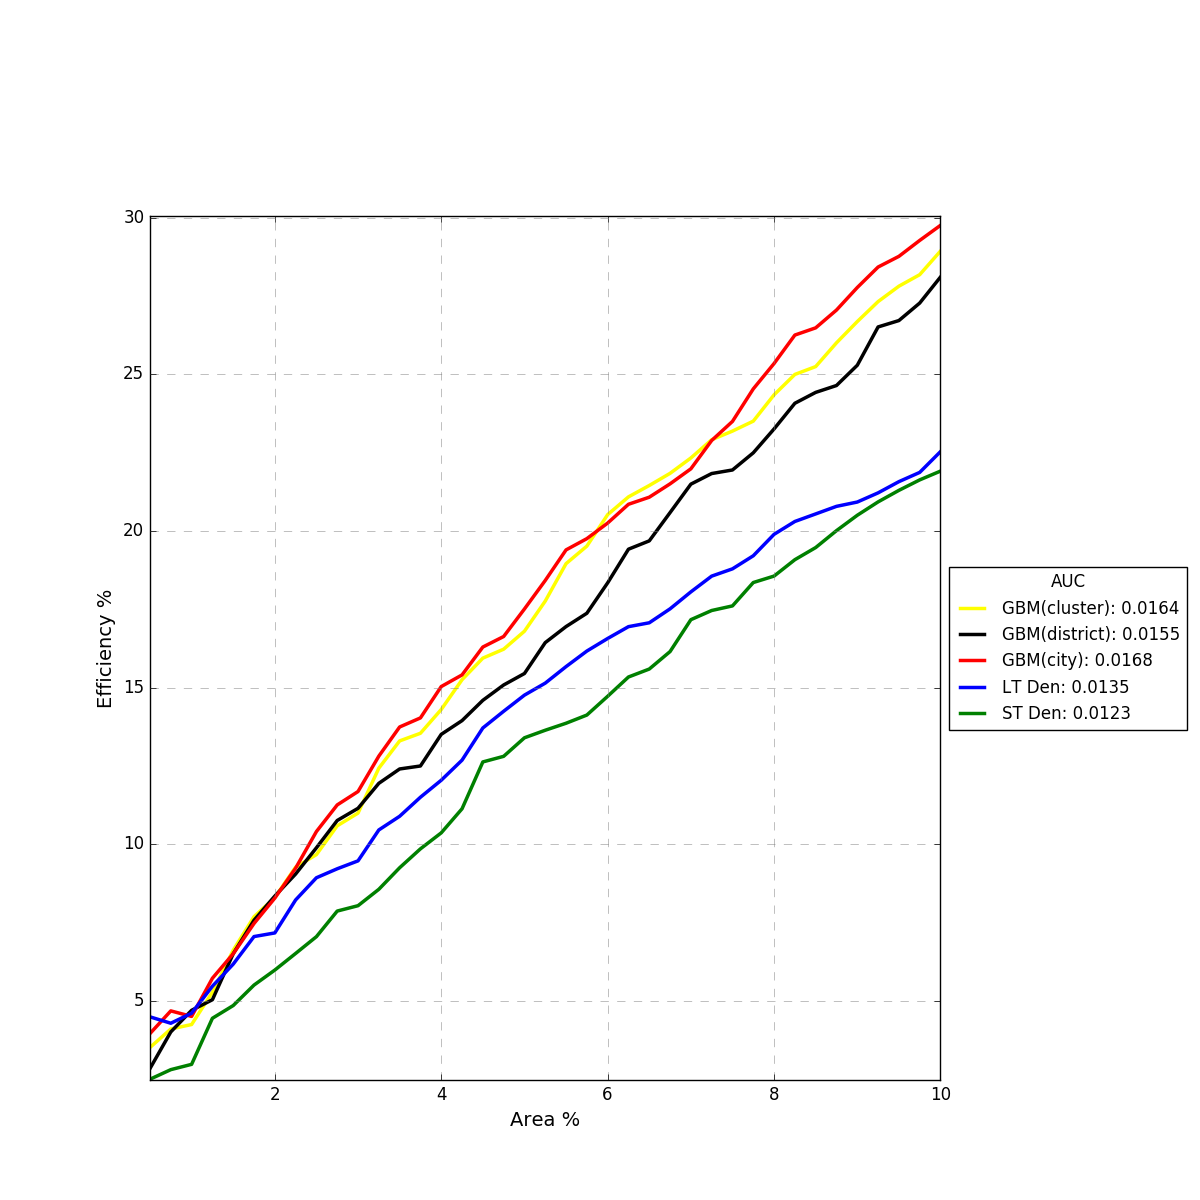 30
25
20
15
10
5
Efficiency %
2 4 6 8 10
Area %
AUC
GBM(cluster): 0.0164
GBM(district): 0.0155
GBM(city): 0.0168
LT Den: 0.0135
ST Den: 0.0123